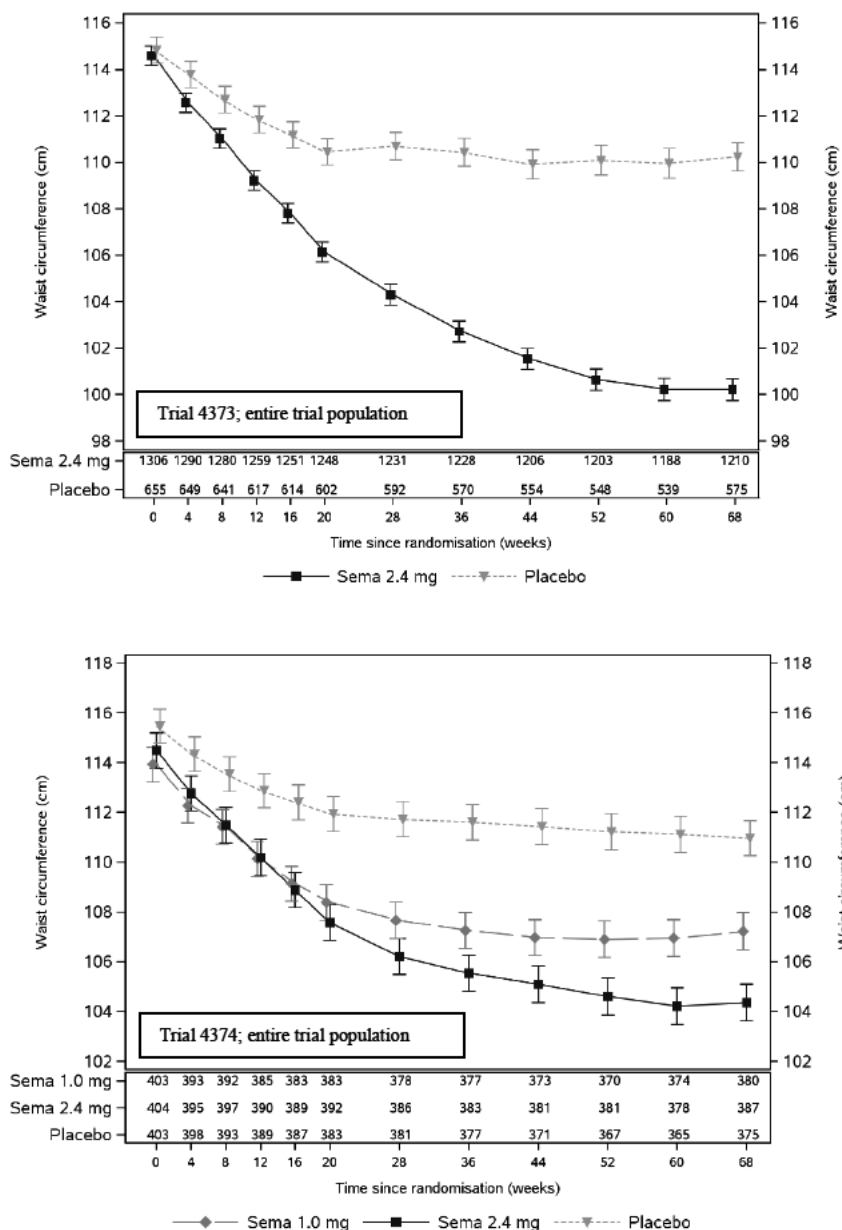 116
116
114
114
112
112
110
110
108
108
106
106
104
104
102
102
100
100
98
98
Waist circumference (cm)
Waist circumference (cm)
Trial 4373; entire trial population
Sema 2.4 mg 1306 1290 1280 1259 1251 1248 1231 1228 1206 1203 1188 1210
Placebo 655 649 641 617 614 602 592 570 554 548 539 575
0 4 8 12 16 20 28 36 44 52 60 68
Time since randomisation (weeks)
Sema 2.4 mg Placebo
118
118
116
116
114
114
112
112
110
110
108
108
106
106
104
104
102
102
Waist circumference (cm)
Waist circumference (cm)
Trial 4374; entire trial population
Sema 1.0 mg 403 393 392 385 383 383 378 377 373 370 374 380
Sema 2.4 mg 404 395 397 390 389 392 386 383 381 381 378 387
Placebo 403 398 393 389 387 383 381 377 371 367 365 375
0 4 8 12 16 20 28 36 44 52 60 68
Time since randomisation (weeks)
Sema 1.0 mg Sema 2.4 mg Placebo